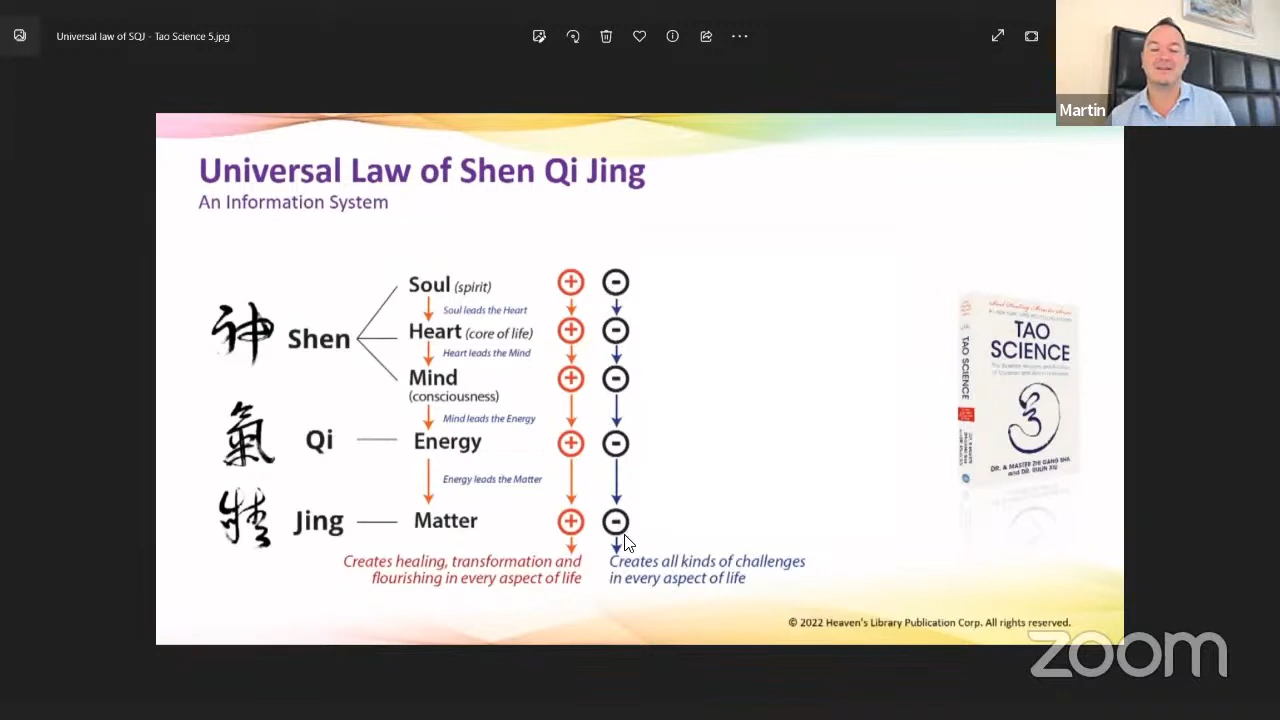 Universal law of SQJ - Tao Science 5.jpg
Martin
Universal Law of Shen Qi Jing
An Information System
神 Shen
Soul (spirit)
Soul leads the Heart
Heart (core of life)
Heart leads the Mind
Mind
(consciousness)
Mind leads the Energy
氣 Qi
Energy
Energy leads the Matter
精 Jing
Matter
+ -
+ -
+ -
+ -
+ -
Creates healing, transformation and
flourishing in every aspect of life
Creates all kinds of challenges
in every aspect of life
TAO
SCIENCE
TAO SCIENCE
DR. & MASTER ZHI GANG SHA
and DR. RULIN XIU
© 2022 Heaven's Library Publication Corp. All rights reserved.
zoom